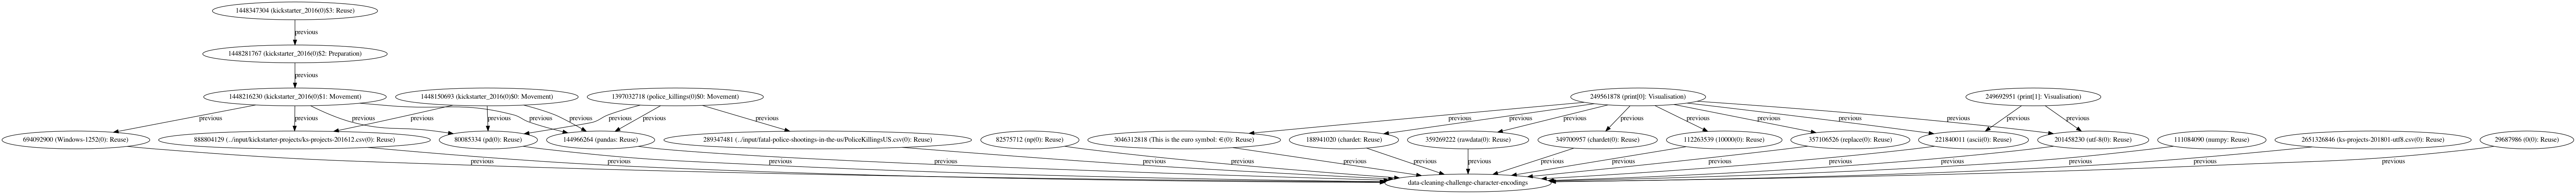 1448347304 (kickstarter_2016(0)$3: Reuse)
previous
1448281767 (kickstarter_2016(0)$2: Preparation)
previous
1448216230 (kickstarter_2016(0)$1: Movement)
1448150693 (kickstarter_2016(0)$0: Movement)
1397032718 (police_killings(0)$0: Movement)
249561878 (print[0]: Visualisation)
249692951 (print[1]: Visualisation)
previous previous previous previous previous previous previous previous previous previous previous previous previous previous previous previous previous previous previous previous
694092900 (Windows-1252(0): Reuse)
888804129 (../input/kickstarter-projects/ks-projects-201612.csv(0): Reuse)
80085334 (pd(0): Reuse)
144966264 (pandas: Reuse)
289347481 (../input/fatal-police-shootings-in-the-us/PoliceKillingsUS.csv(0): Reuse)
82575712 (np(0): Reuse)
3046312818 (This is the euro symbol: €(0): Reuse)
188941020 (chardet: Reuse)
359269222 (rawdata(0): Reuse)
349700957 (chardet(0): Reuse)
112263539 (10000(0): Reuse)
357106526 (replace(0): Reuse)
221840011 (ascii(0): Reuse)
201458230 (utf-8(0): Reuse)
111084090 (numpy: Reuse)
2651326846 (ks-projects-201801-utf8.csv(0): Reuse)
29687986 (0(0): Reuse)
previous previous previous previous previous previous previous previous previous previous previous previous previous previous previous previous previous
data-cleaning-challenge-character-encodings